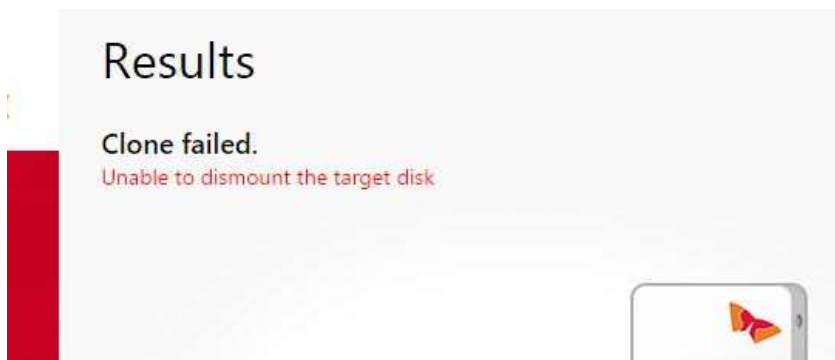 Results
Clone failed.
Unable to dismount the target disk